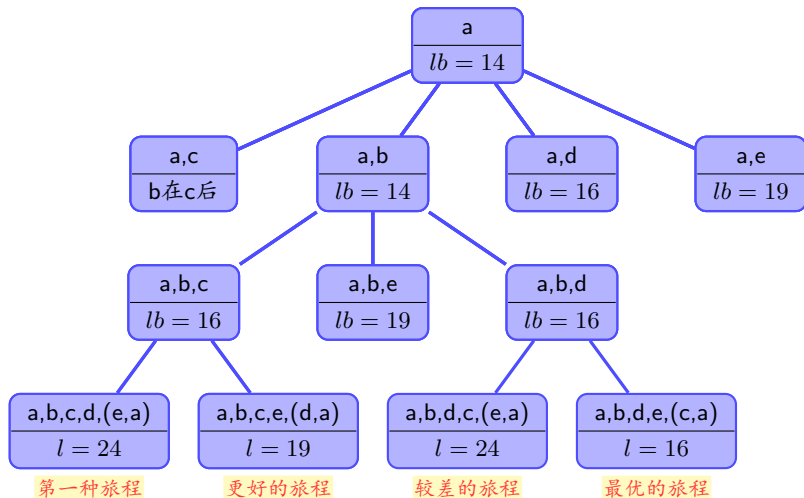 a
lb = 14
a,c
b在c后
a,b
lb = 14
a,d
lb = 16
a,e
lb = 19
a,b,c
lb = 16
a,b,e
lb = 19
a,b,d
lb = 16
a,b,c,d,(e,a)
l = 24
a,b,c,e,(d,a)
l = 19
a,b,d,c,(e,a)
l = 24
a,b,d,e,(c,a)
l = 16
第一种旅程
更好的旅程
较差的旅程
最优的旅程